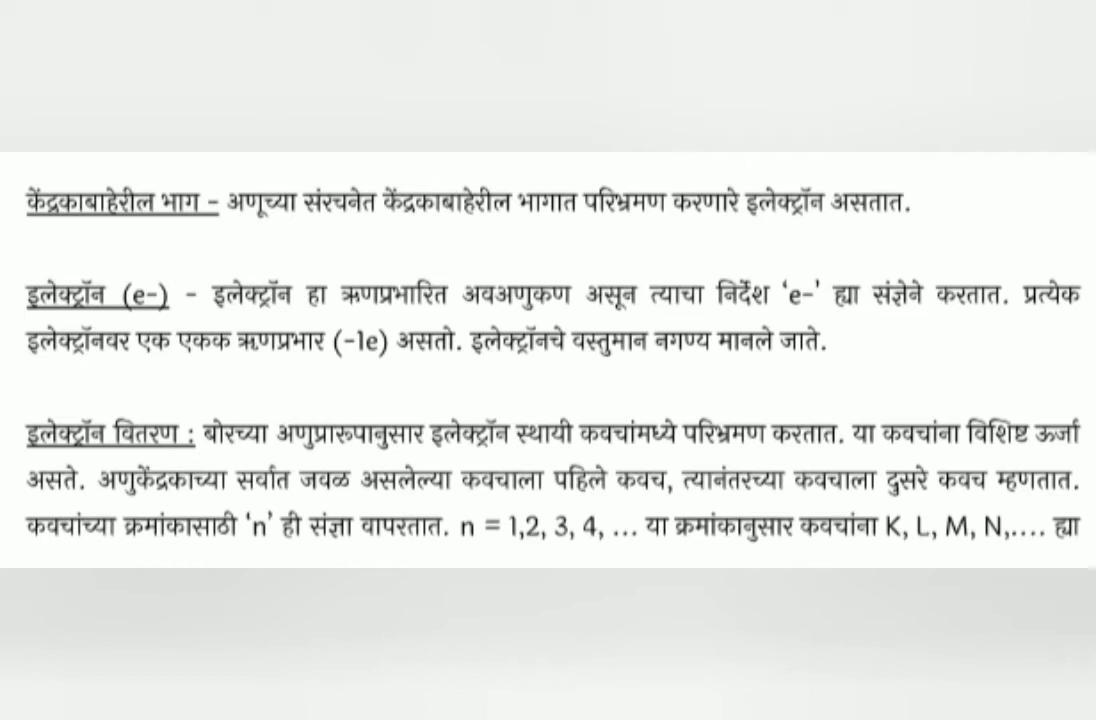 केंद्रकाबाहेरील भाग - अणूच्या संरचनेत केंद्रकाबाहेरील भागात परिभ्रमण करणारे इलेक्ट्रॉन असतात.
इलेक्ट्रॉन (e-) - इलेक्ट्रॉन हा ऋणप्रभारित अवअणुकण असून त्याचा निर्देश ‘e-’ ह्या संज्ञेने करतात. प्रत्येक
इलेक्ट्रॉनवर एक एकक ऋणप्रभार (-1e) असतो. इलेक्ट्रॉनचे वस्तुमान नगण्य मानले जाते.
इलेक्ट्रॉन वितरण : बोरच्या अणुप्रारूपानुसार इलेक्ट्रॉन स्थायी कवचांमध्ये परिभ्रमण करतात. या कवचांना विशिष्ट ऊर्जा
असते. अणुकेंद्रकाच्या सर्वात जवळ असलेल्या कवचाला पहिले कवच, त्यानंतरच्या कवचाला दुसरे कवच म्हणतात.
कवचांच्या क्रमांकासाठी ‘n’ ही संज्ञा वापरतात. n = 1,2, 3, 4, ... या क्रमांकानुसार कवचांना K, L, M, N,.... ह्या